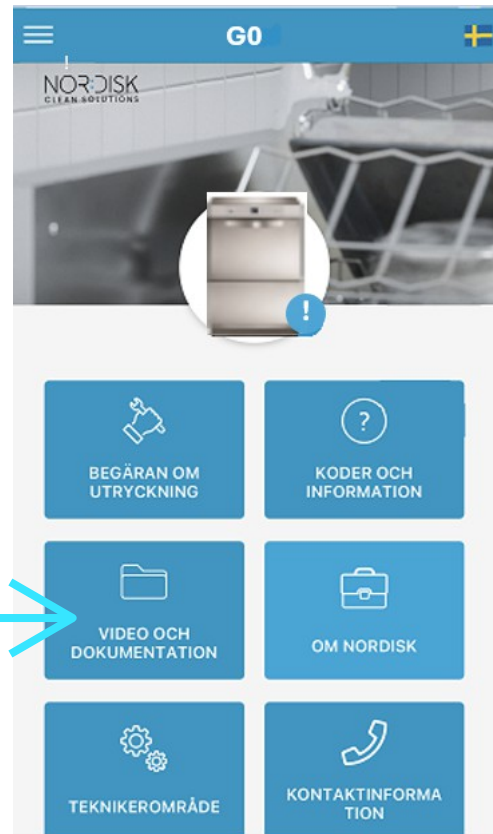 G0
NORDISK
CLEAN SOLUTIONS
!
?
BEGÄRAN OM
UTRYCKNING
KODER OCH
INFORMATION
VIDEO OCH
DOKUMENTATION
OM NORDISK
TEKNIKEROMRÅDE
KONTAKTINFORMA
TION